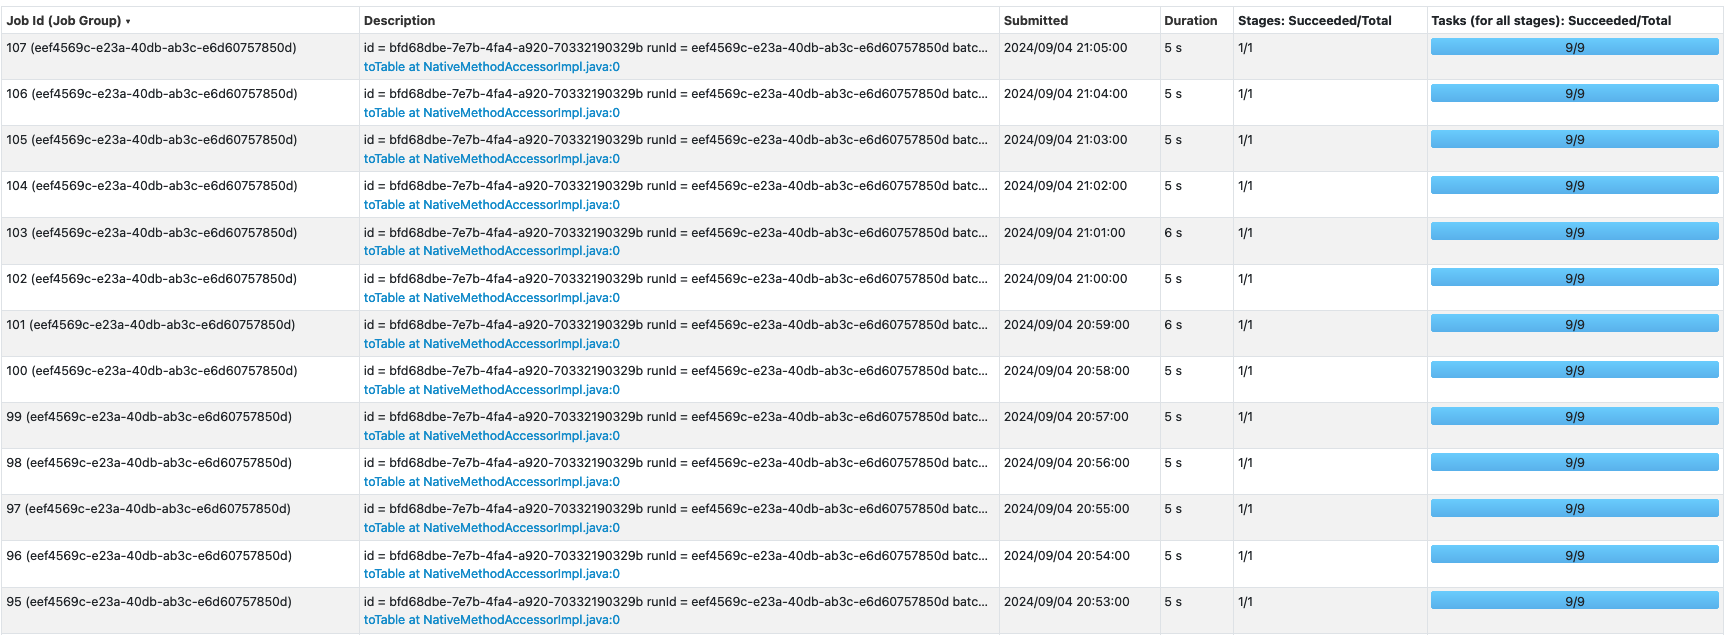 Job Id (Job Group) ▾ Description Submitted Duration Stages: Succeeded/Total Tasks (for all stages): Succeeded/Total
107 (eef4569c-e23a-40db-ab3c-e6d60757850d) id = bfd68dbe-7e7b-4fa4-a920-70332190329b runId = eef4569c-e23a-40db-ab3c-e6d60757850d batc... 2024/09/04 21:05:00 5 s 1/1 9/9
toTable at NativeMethodAccessorImpl.java:0
106 (eef4569c-e23a-40db-ab3c-e6d60757850d) id = bfd68dbe-7e7b-4fa4-a920-70332190329b runId = eef4569c-e23a-40db-ab3c-e6d60757850d batc... 2024/09/04 21:04:00 5 s 1/1 9/9
toTable at NativeMethodAccessorImpl.java:0
105 (eef4569c-e23a-40db-ab3c-e6d60757850d) id = bfd68dbe-7e7b-4fa4-a920-70332190329b runId = eef4569c-e23a-40db-ab3c-e6d60757850d batc... 2024/09/04 21:03:00 5 s 1/1 9/9
toTable at NativeMethodAccessorImpl.java:0
104 (eef4569c-e23a-40db-ab3c-e6d60757850d) id = bfd68dbe-7e7b-4fa4-a920-70332190329b runId = eef4569c-e23a-40db-ab3c-e6d60757850d batc... 2024/09/04 21:02:00 5 s 1/1 9/9
toTable at NativeMethodAccessorImpl.java:0
103 (eef4569c-e23a-40db-ab3c-e6d60757850d) id = bfd68dbe-7e7b-4fa4-a920-70332190329b runId = eef4569c-e23a-40db-ab3c-e6d60757850d batc... 2024/09/04 21:01:00 6 s 1/1 9/9
toTable at NativeMethodAccessorImpl.java:0
102 (eef4569c-e23a-40db-ab3c-e6d60757850d) id = bfd68dbe-7e7b-4fa4-a920-70332190329b runId = eef4569c-e23a-40db-ab3c-e6d60757850d batc... 2024/09/04 21:00:00 5 s 1/1 9/9
toTable at NativeMethodAccessorImpl.java:0
101 (eef4569c-e23a-40db-ab3c-e6d60757850d) id = bfd68dbe-7e7b-4fa4-a920-70332190329b runId = eef4569c-e23a-40db-ab3c-e6d60757850d batc... 2024/09/04 20:59:00 6 s 1/1 9/9
toTable at NativeMethodAccessorImpl.java:0
100 (eef4569c-e23a-40db-ab3c-e6d60757850d) id = bfd68dbe-7e7b-4fa4-a920-70332190329b runId = eef4569c-e23a-40db-ab3c-e6d60757850d batc... 2024/09/04 20:58:00 5 s 1/1 9/9
toTable at NativeMethodAccessorImpl.java:0
99 (eef4569c-e23a-40db-ab3c-e6d60757850d) id = bfd68dbe-7e7b-4fa4-a920-70332190329b runId = eef4569c-e23a-40db-ab3c-e6d60757850d batc... 2024/09/04 20:57:00 5 s 1/1 9/9
toTable at NativeMethodAccessorImpl.java:0
98 (eef4569c-e23a-40db-ab3c-e6d60757850d) id = bfd68dbe-7e7b-4fa4-a920-70332190329b runId = eef4569c-e23a-40db-ab3c-e6d60757850d batc... 2024/09/04 20:56:00 5 s 1/1 9/9
toTable at NativeMethodAccessorImpl.java:0
97 (eef4569c-e23a-40db-ab3c-e6d60757850d) id = bfd68dbe-7e7b-4fa4-a920-70332190329b runId = eef4569c-e23a-40db-ab3c-e6d60757850d batc... 2024/09/04 20:55:00 5 s 1/1 9/9
toTable at NativeMethodAccessorImpl.java:0
96 (eef4569c-e23a-40db-ab3c-e6d60757850d) id = bfd68dbe-7e7b-4fa4-a920-70332190329b runId = eef4569c-e23a-40db-ab3c-e6d60757850d batc... 2024/09/04 20:54:00 5 s 1/1 9/9
toTable at NativeMethodAccessorImpl.java:0
95 (eef4569c-e23a-40db-ab3c-e6d60757850d) id = bfd68dbe-7e7b-4fa4-a920-70332190329b runId = eef4569c-e23a-40db-ab3c-e6d60757850d batc... 2024/09/04 20:53:00 5 s 1/1 9/9
toTable at NativeMethodAccessorImpl.java:0